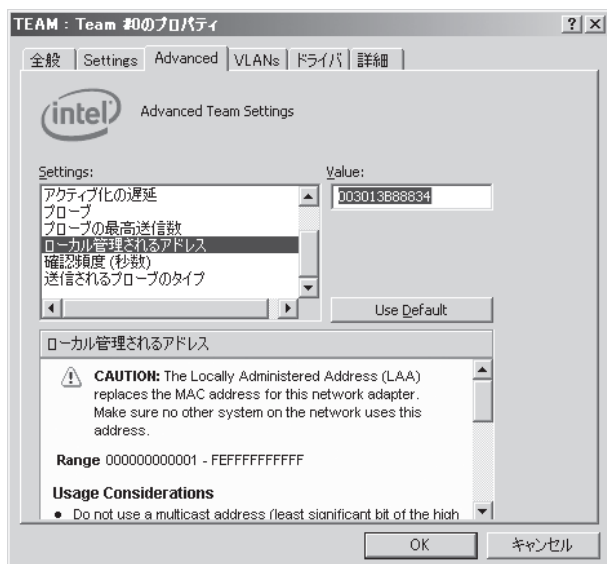 TEAM : Team #0のプロパティ
全般 Settings Advanced VLANs ドライバ 詳細
intel Advanced Team Settings
Settings:
アクティブ化の遅延
プローブ
プローブの最高送信数
ローカル管理されるアドレス
確認頻度 (秒数)
送信されるプローブのタイプ
Value:
003013B88834
Use Default
ローカル管理されるアドレス
CAUTION: The Locally Administered Address (LAA)
replaces the MAC address for this network adapter.
Make sure no other system on the network uses this
address.
Range 000000000001 - FEFFFFFFFFFF
Usage Considerations
• Do not use a multicast address (least significant bit of the high
OK キャンセル